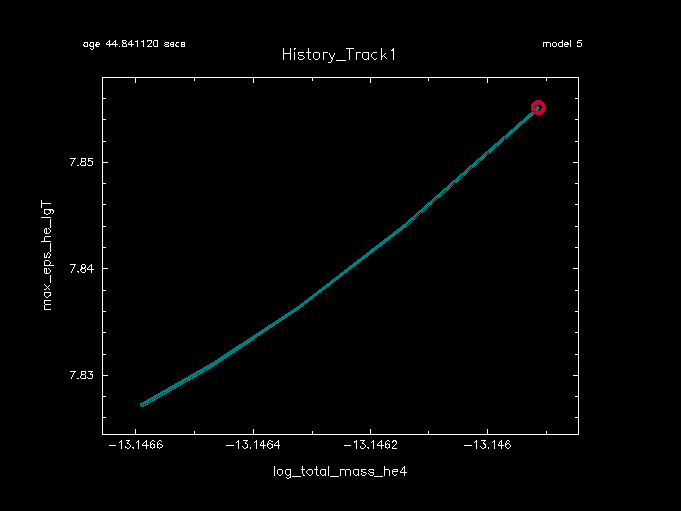 age 44.841120 secs
model 5
History_Track1
7.85
7.84
7.83
max_eps_he_lgT
−13.1466
−13.1464
−13.1462
−13.146
log_total_mass_he4